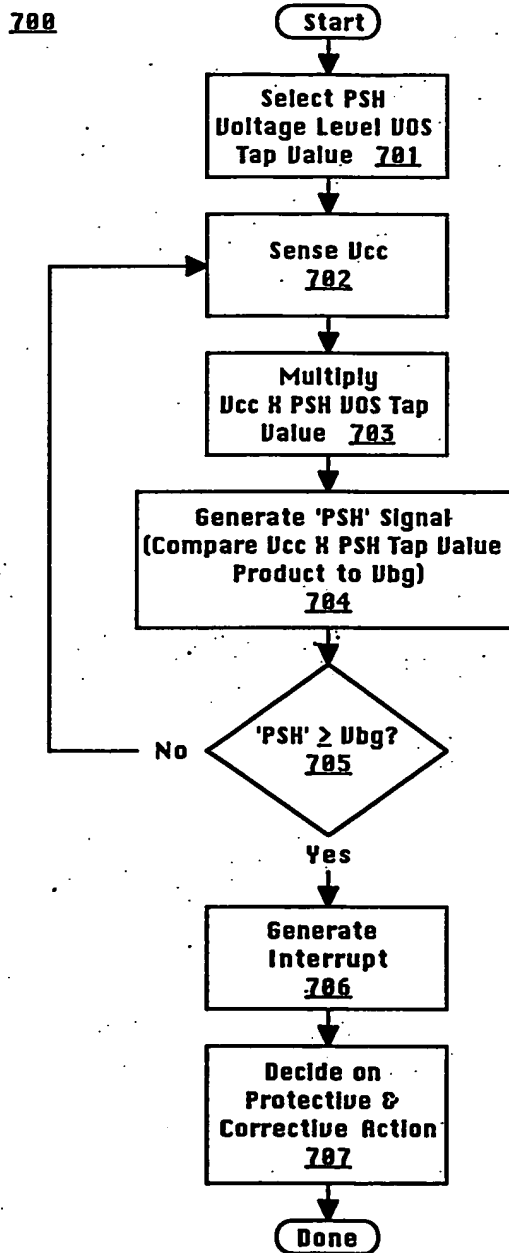 700
Start
Select PSH
Voltage Level VOS
Tap Value 701
Sense Vcc
702
Multiply
Vcc X PSH VOS Tap
Value 703
Generate 'PSH' Signal
(Compare Vcc X PSH Tap Value
Product to Vbg)
704
'PSH' ≥ Vbg?
705
No
Yes
Generate
Interrupt
706
Decide on
Protective &
Corrective Action
707
Done